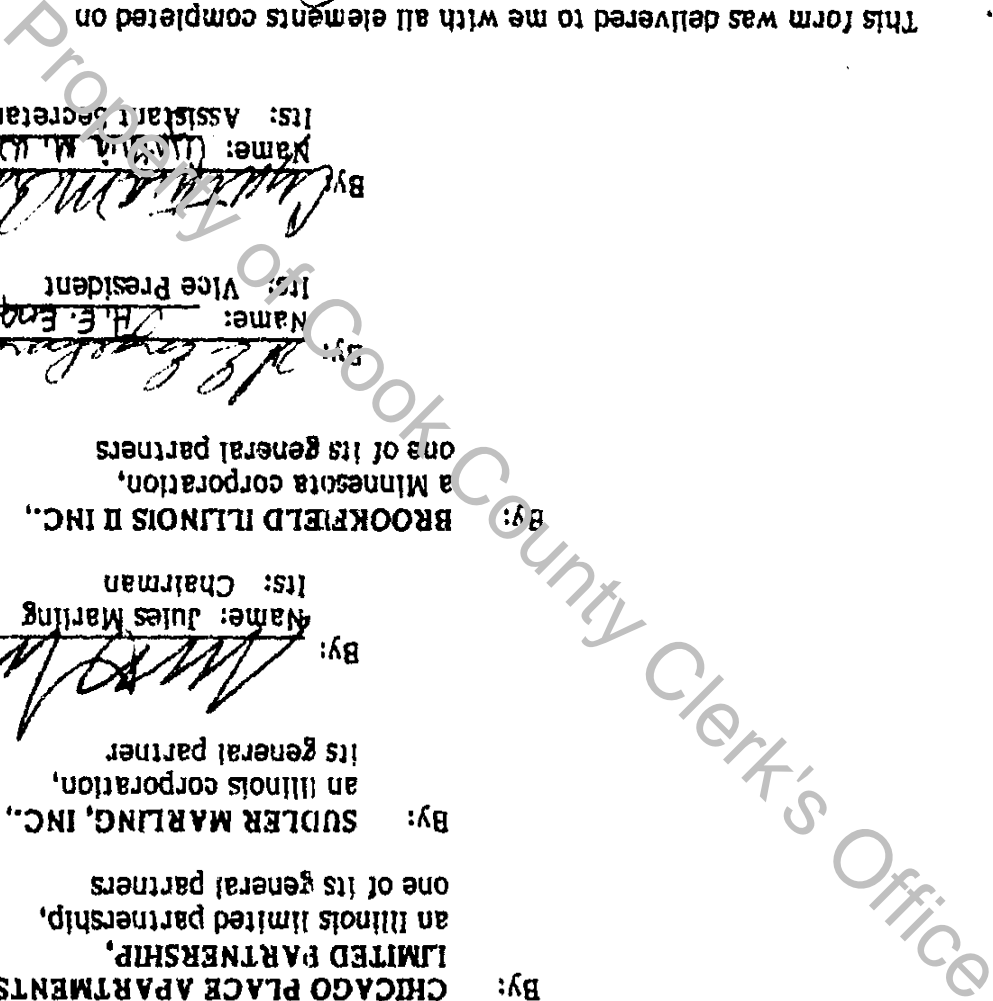 By: CHICAGO PLACE APARTMENTS
LIMITED PARTNERSHIP,
an Illinois limited partnership,
one of its general partners
By: SUDLER MARLING, INC.,
an Illinois corporation,
its general partner
By:
Name: Jules Marling
Its: Chairman
By: BROOKFIELD ILLINOIS II INC.,
a Minnesota corporation,
one of its general partners
By:
Name: H. E. Eng
Its: Vice President
By
Name: M.
Its: Assistant Secretar
This form was delivered to me with all elements completed on
Property of Cook County Clerk's Office